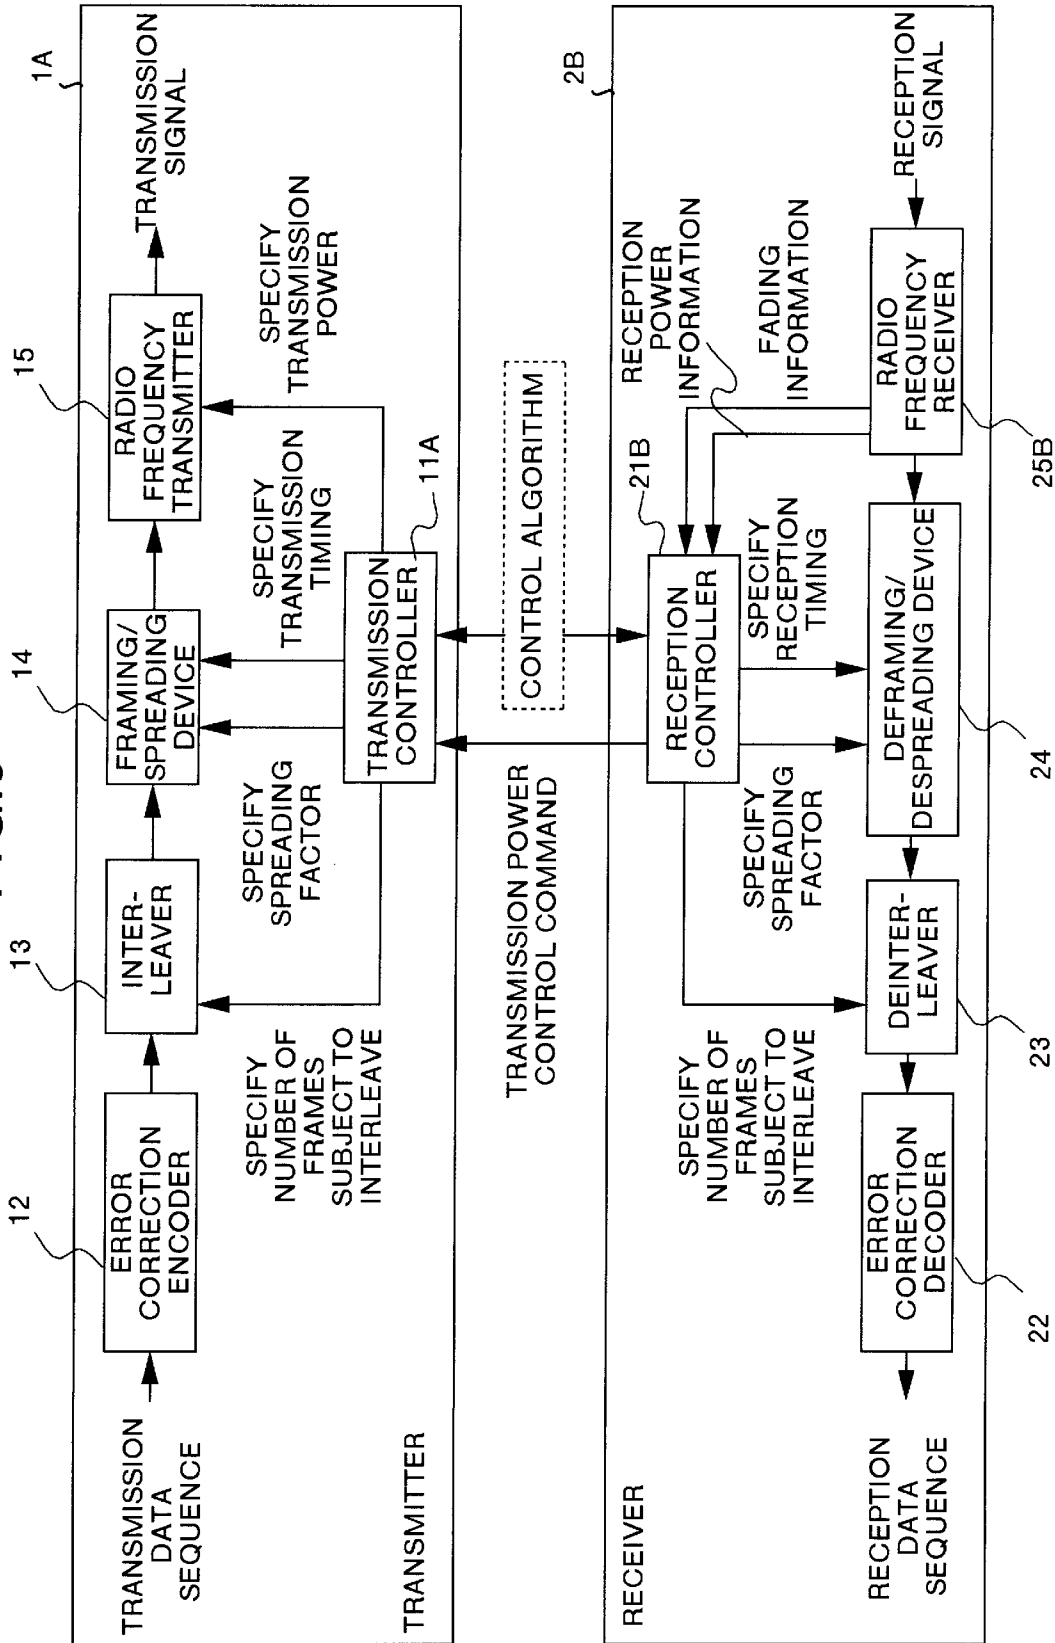 1A
TRANSMITTER
TRANSMISSION
DATA
SEQUENCE
12
ERROR
CORRECTION
ENCODER
13
INTER-
LEAVER
14
FRAMING/
SPREADING
DEVICE
15
RADIO
FREQUENCY
TRANSMITTER
TRANSMISSION
SIGNAL
SPECIFY
NUMBER OF
FRAMES
SUBJECT TO
INTERLEAVE
SPECIFY
SPREADING
FACTOR
SPECIFY
TRANSMISSION
TIMING
SPECIFY
TRANSMISSION
POWER
TRANSMISSION
CONTROLLER
11A
TRANSMISSION POWER
CONTROL COMMAND
CONTROL ALGORITHM
2B
RECEIVER
21B
RECEPTION
CONTROLLER
RECEPTION
POWER
INFORMATION
FADING
INFORMATION
SPECIFY
NUMBER OF
FRAMES
SUBJECT TO
INTERLEAVE
SPECIFY
SPREADING
FACTOR
SPECIFY
RECEPTION
TIMING
RECEPTION
DATA
SEQUENCE
ERROR
CORRECTION
DECODER
22
DEINTER-
LEAVER
23
DEFRAMING/
DESPREADING DEVICE
24
RADIO
FREQUENCY
RECEIVER
25B
RECEPTION
SIGNAL